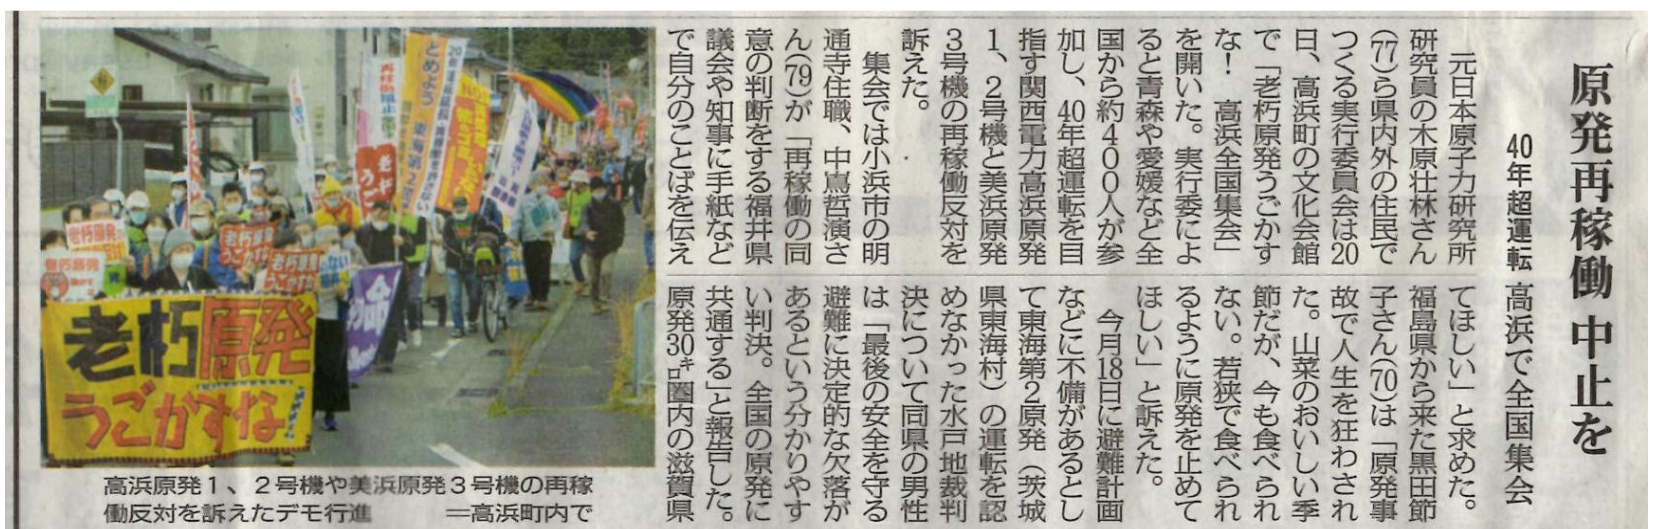 原発再稼働 中止を
40年超運転 高浜で全国集会
元日本原子力研究所
研究員の木原壮林さん
(77)ら県内外の住民で
つくる実行委員会は20
日、高浜町の文化会館
で「老朽原発うごかす
な! 高浜全国集会」
を開いた。実行委によ
ると青森や愛媛など全
国から約400人が参
加し、40年超運転を目
指す関西電力高浜原発
1、2号機と美浜原発
3号機の再稼働反対を
訴えた。
集会では小浜市の明
通寺住職、中嶌哲演さ
ん(79)が「再稼働の同
意の判断をする福井県
議会や知事に手紙など
で自分のことばを伝え
てほしい」と求めた。
福島県から来た黒田節
子さん(70)は「原発事
故で人生を狂わされ
た。山菜のおいしい季
節だが、今も食べられ
ない。若狭で食べられ
るように原発を止めて
ほしい」と訴えた。
今月18日に避難計画
などに不備があるとし
て東海第2原発(茨城
県東海村)の運転を認
めなかった水戸地裁判
決について同県の男性
は「最後の安全を守る
避難に決定的な欠落が
あるという分かりやす
い判決。全国の原発に
共通する」と報告した。
原発30㌔圏内の滋賀県
老朽原発
うごかすな!
高浜原発1、2号機や美浜原発3号機の再稼
働反対を訴えたデモ行進 =高浜町内で